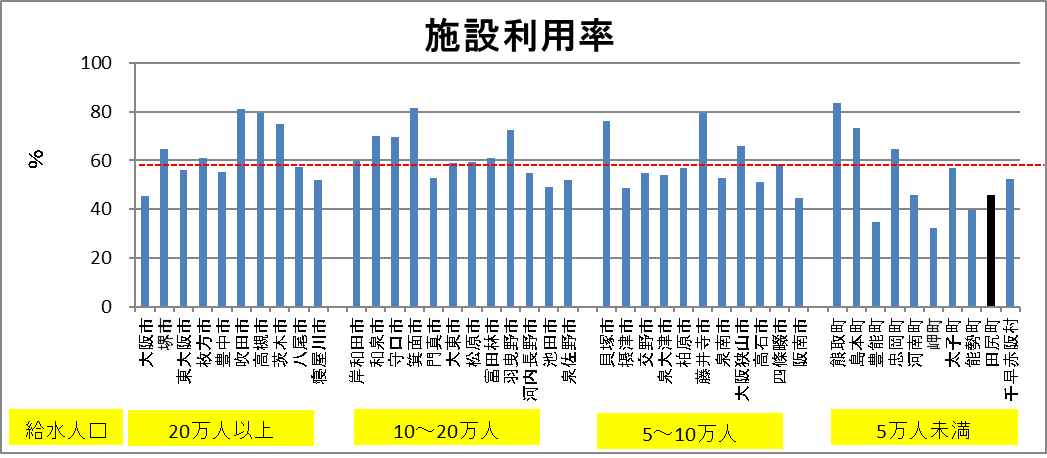 施設利用率
%
100
80
60
40
20
0
大阪市
堺市
東大阪市
枚方市
豊中市
吹田市
高槻市
茨木市
八尾市
寝屋川市
岸和田市
和泉市
守口市
箕面市
門真市
大東市
松原市
富田林市
羽曳野市
河内長野市
池田市
泉佐野市
貝塚市
摂津市
交野市
泉大津市
柏原市
藤井寺市
泉南市
大阪狭山市
高石市
四條畷市
阪南市
熊取町
島本町
豊能町
忠岡町
河南町
岬町
太子町
能勢町
田尻町
千早赤阪村
給水人口
20万人以上
10～20万人
5～10万人
5万人未満